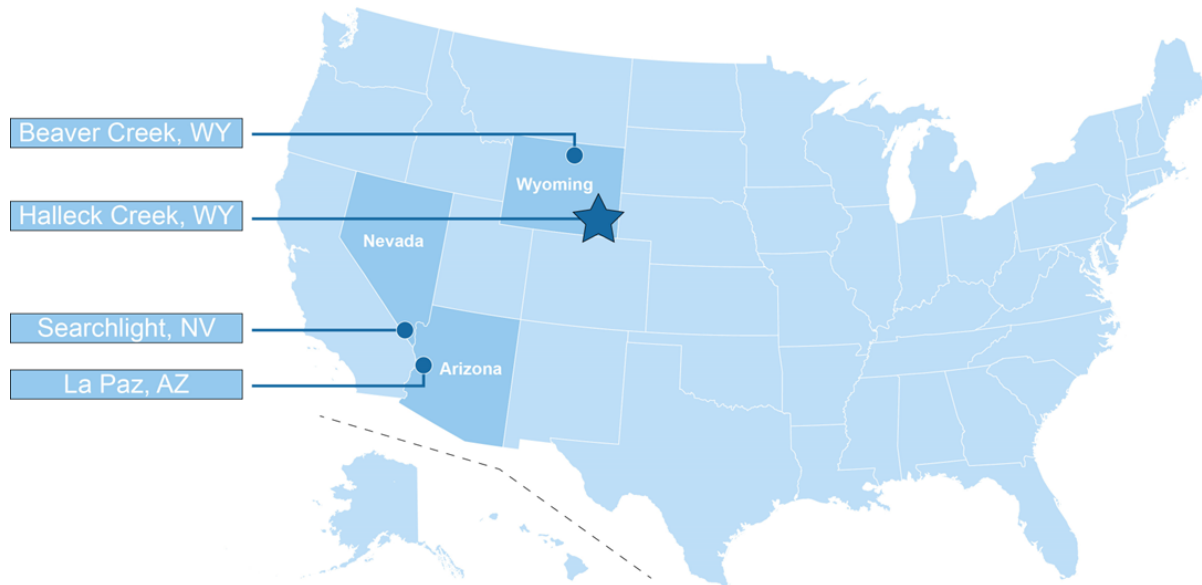 Beaver Creek, WY
Wyoming
Halleck Creek, WY
Nevada
Searchlight, NV
Arizona
La Paz, AZ